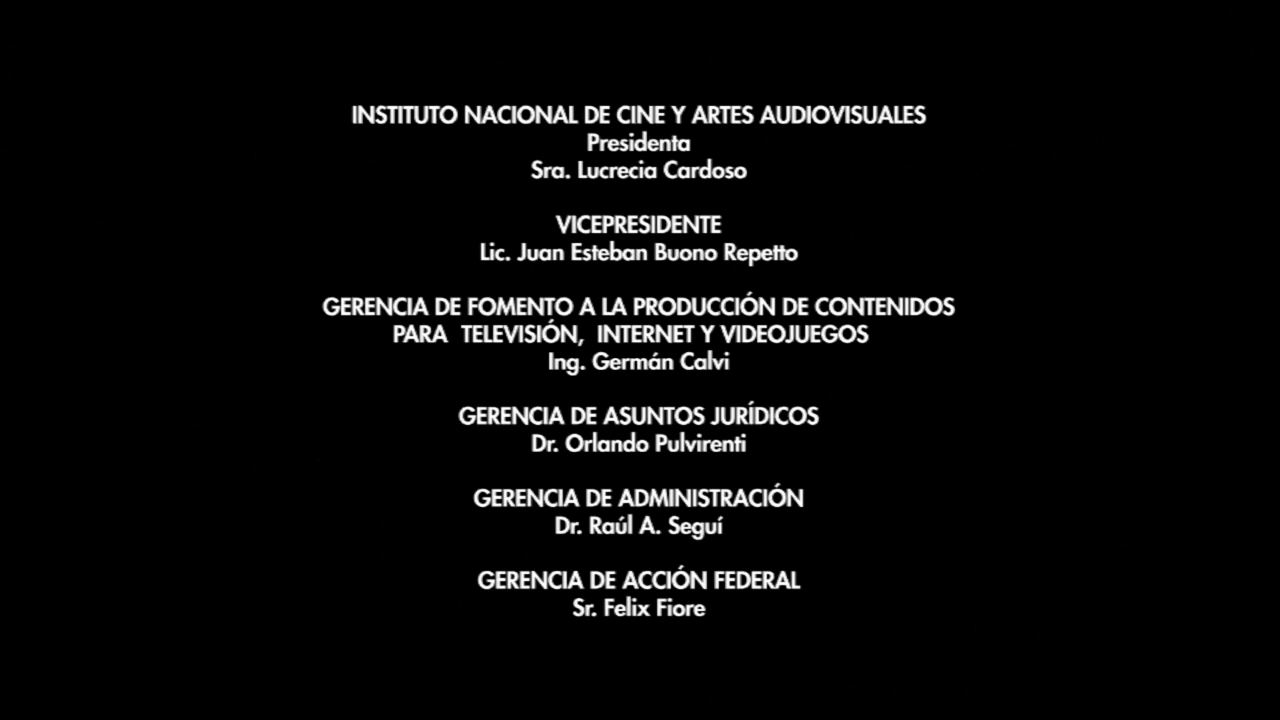 INSTITUTO NACIONAL DE CINE Y ARTES AUDIOVISUALES
Presidenta
Sra. Lucrecia Cardoso
VICEPRESIDENTE
Lic. Juan Esteban Buono Repetto
GERENCIA DE FOMENTO A LA PRODUCCIÓN DE CONTENIDOS
PARA TELEVISIÓN, INTERNET Y VIDEOJUEGOS
Ing. Germán Calvi
GERENCIA DE ASUNTOS JURÍDICOS
Dr. Orlando Pulvirenti
GERENCIA DE ADMINISTRACIÓN
Dr. Raúl A. Seguí
GERENCIA DE ACCIÓN FEDERAL
Sr. Felix Fiore